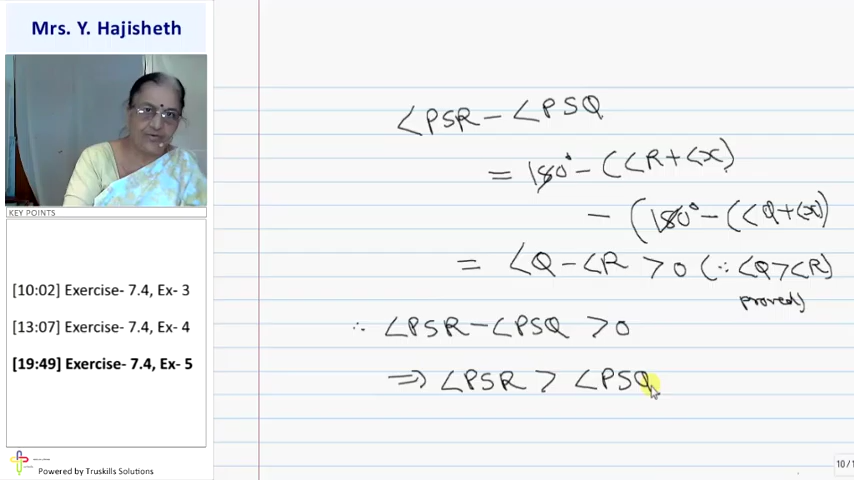 Mrs. Y. Hajisheth
KEY POINTS
[10:02] Exercise- 7.4, Ex- 3
[13:07] Exercise- 7.4, Ex- 4
[19:49] Exercise- 7.4, Ex- 5
Powered by Truskills Solutions
∠PSR - ∠PSQ
= 180° - (∠R + ∠x)
- (180° - (∠Q + ∠x)
= ∠Q - ∠R > 0 (∵ ∠Q > ∠R)
proved)
∴ ∠PSR - ∠PSQ > 0
⇒ ∠PSR > ∠PSQ
10/1